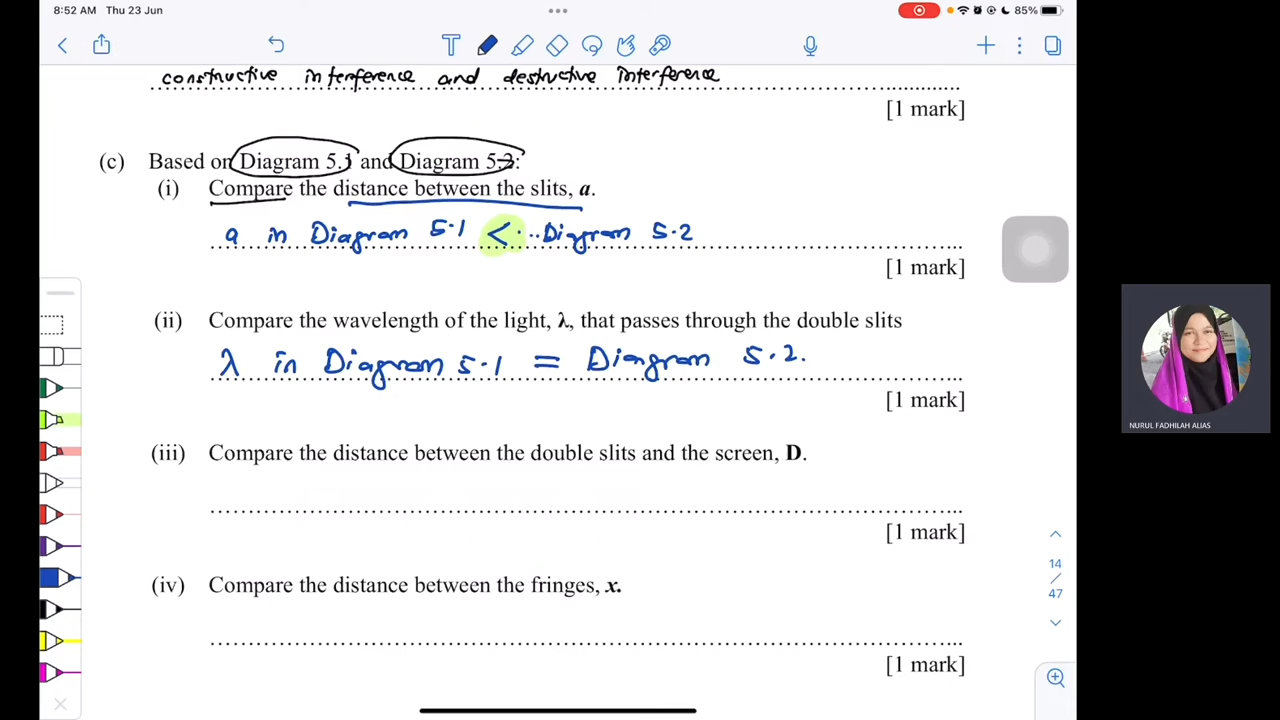 8:52 AM Thu 23 Jun
85%
constructive interference and destructive interference
[1 mark]
(c) Based on Diagram 5.1 and Diagram 5.2:
(i) Compare the distance between the slits, a.
a in Diagram 5.1 < Diagram 5.2
[1 mark]
(ii) Compare the wavelength of the light, λ, that passes through the double slits
λ in Diagram 5.1 = Diagram 5.2.
[1 mark]
(iii) Compare the distance between the double slits and the screen, D.
[1 mark]
(iv) Compare the distance between the fringes, x.
[1 mark]
14
/
47
NURUL FADHILAH ALIAS